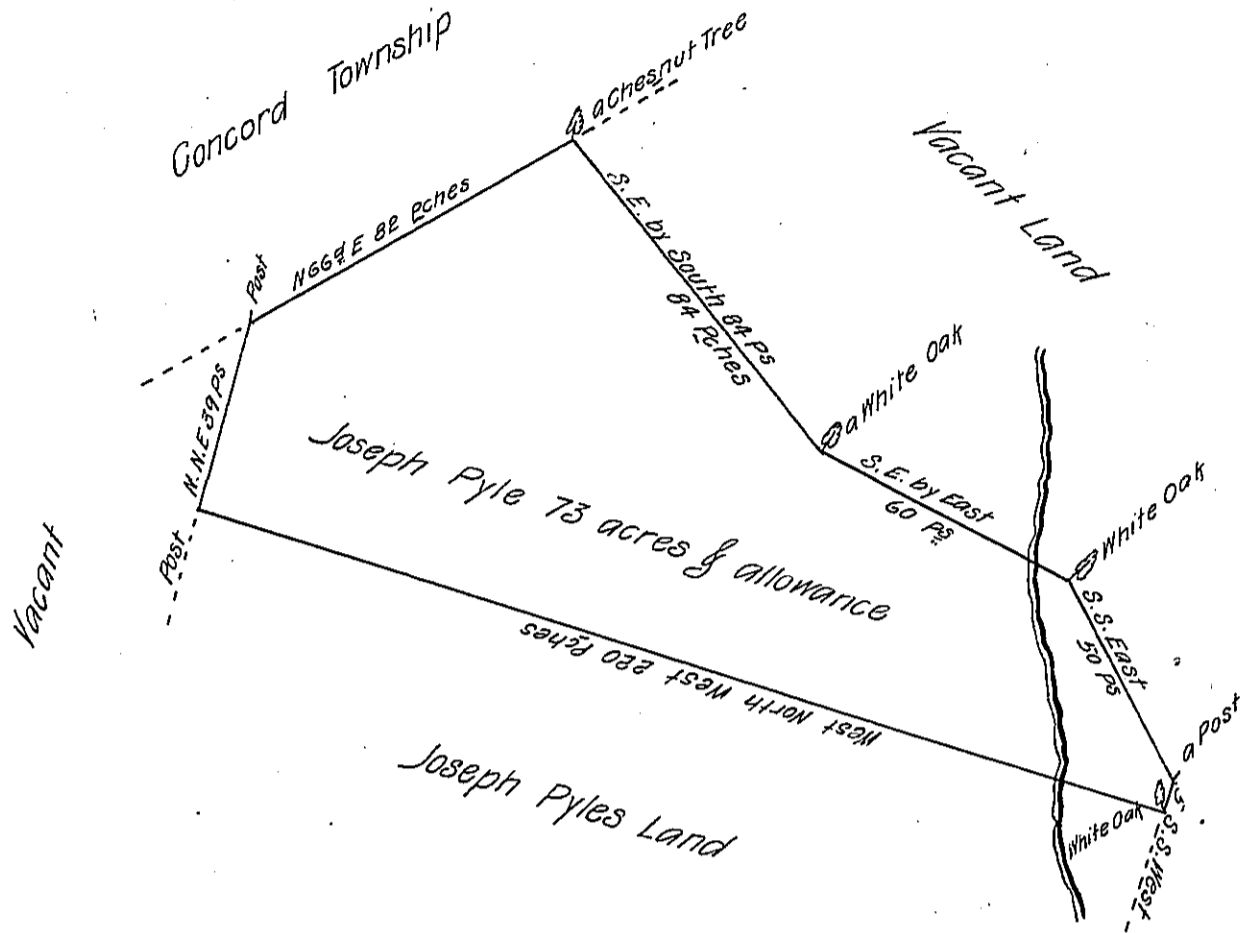 Concord Township
a Chesnut Tree
Vacant Land
N 66d E 82 Pches
Post
S. E. by South 84 Ps
84 Pches
N. N. E 39 Ps
a White Oak
S. E. by East
60 Ps
White Oak
Joseph Pyle 73 acres & allowance
Post
Vacant
S. S. East
50 Ps
West North West 220 Pches
a Post
Joseph Pyles Land
White Oak
S. S. West